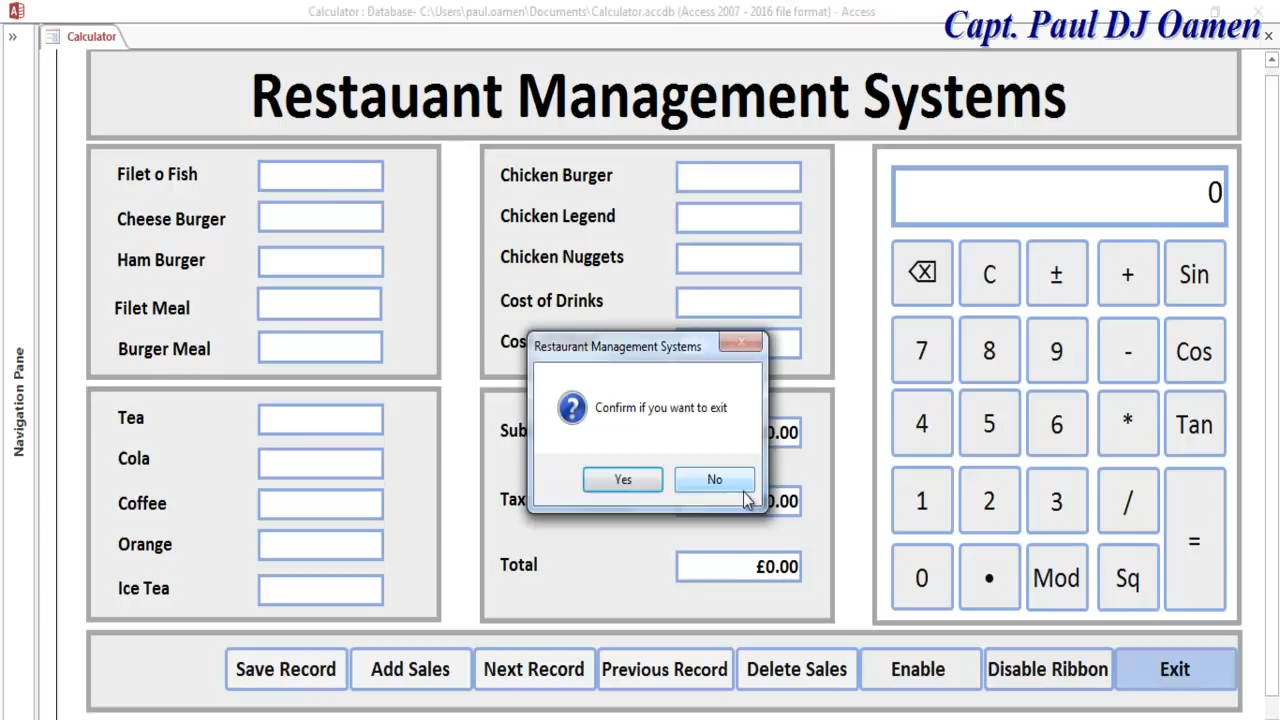 Calculator : Database- C:\Users\paul.oamen\Documents\Calculator.accdb (Access 2007 - 2016 file format) - Access
Capt. Paul DJ Oamen
Calculator
Navigation Pane
Restauant Management Systems
Filet o Fish
Cheese Burger
Ham Burger
Filet Meal
Burger Meal
Chicken Burger
Chicken Legend
Chicken Nuggets
Cost of Drinks
Cos
Tea
Cola
Coffee
Orange
Ice Tea
Sub 0.00
Tax 0.00
Total £0.00
Restaurant Management Systems
Confirm if you want to exit
Yes No
0
C ± + Sin
7 8 9 - Cos
4 5 6 * Tan
1 2 3 /
=
0 • Mod Sq
Save Record Add Sales Next Record Previous Record Delete Sales Enable Disable Ribbon Exit